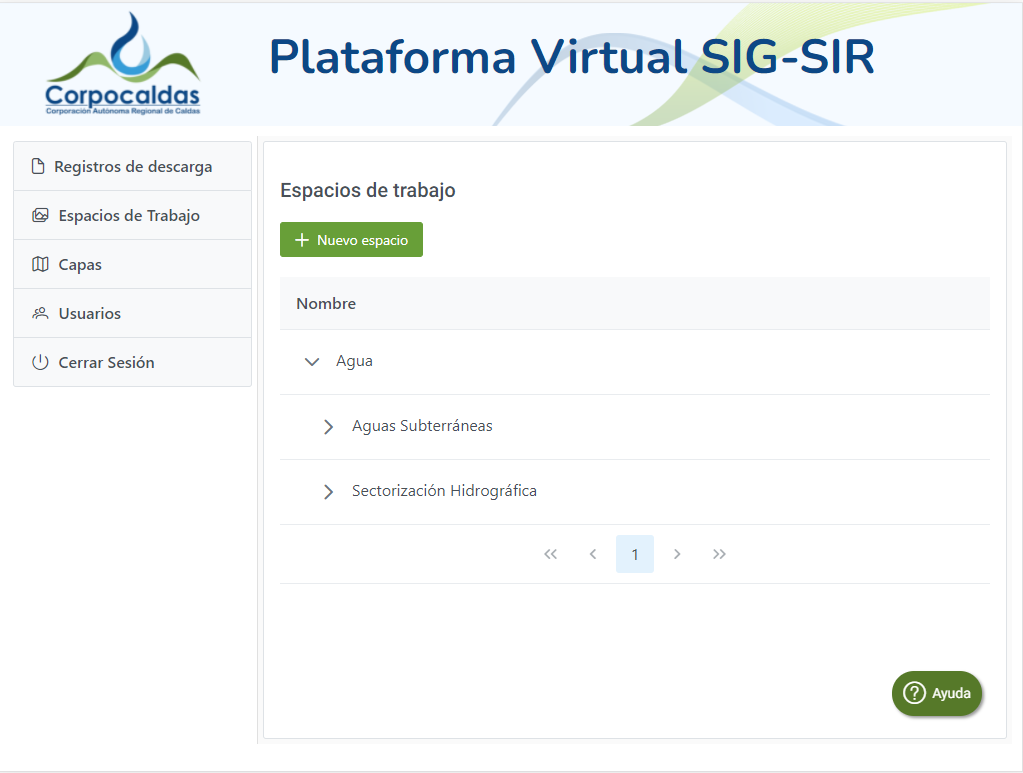 Corpocaldas
Corporación Autónoma Regional de Caldas
Plataforma Virtual SIG-SIR
Registros de descarga
Espacios de Trabajo
Capas
Usuarios
Cerrar Sesión
Espacios de trabajo
Nuevo espacio
Nombre
Agua
Aguas Subterráneas
Sectorización Hidrográfica
1
Ayuda